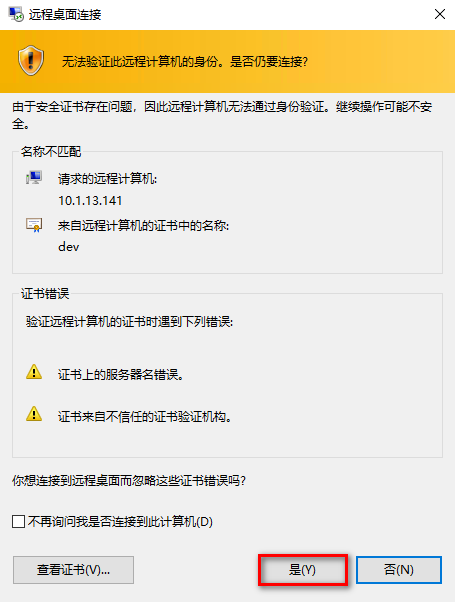 远程桌面连接
无法验证此远程计算机的身份。是否仍要连接?
由于安全证书存在问题，因此远程计算机无法通过身份验证。继续操作可能不安
全。
名称不匹配
请求的远程计算机:
10.1.13.141
来自远程计算机的证书中的名称:
dev
证书错误
验证远程计算机的证书时遇到下列错误:
证书上的服务器名错误。
证书来自不信任的证书验证机构。
你想连接到远程桌面而忽略这些证书错误吗?
不再询问我是否连接到此计算机(D)
查看证书(V)... 是(Y) 否(N)